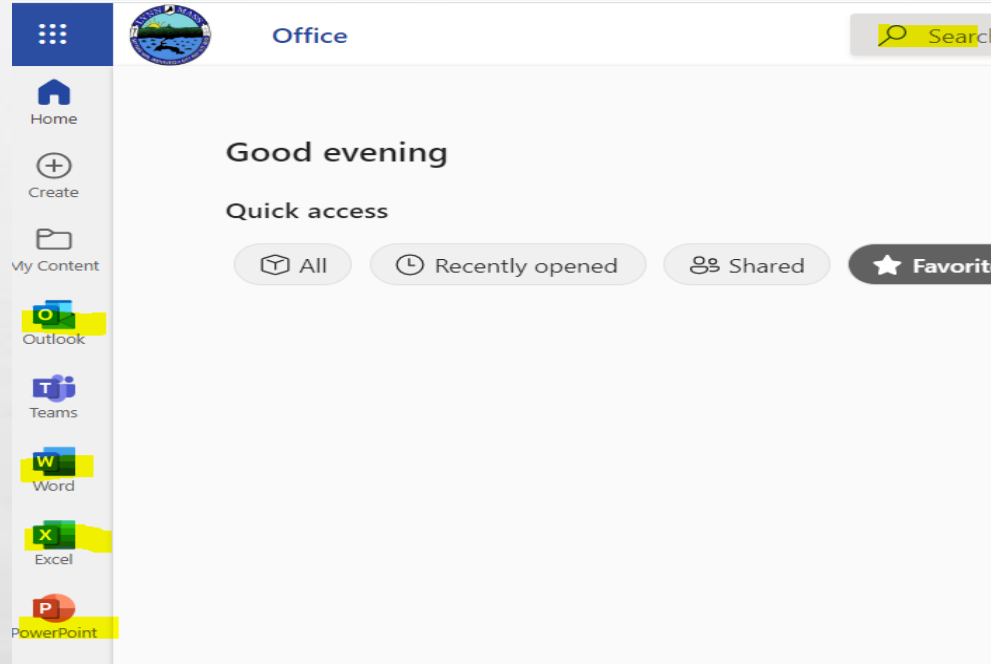 Office
Search
Home
Create
My Content
Outlook
Teams
Word
Excel
PowerPoint
Good evening
Quick access
All
Recently opened
Shared
Favorit